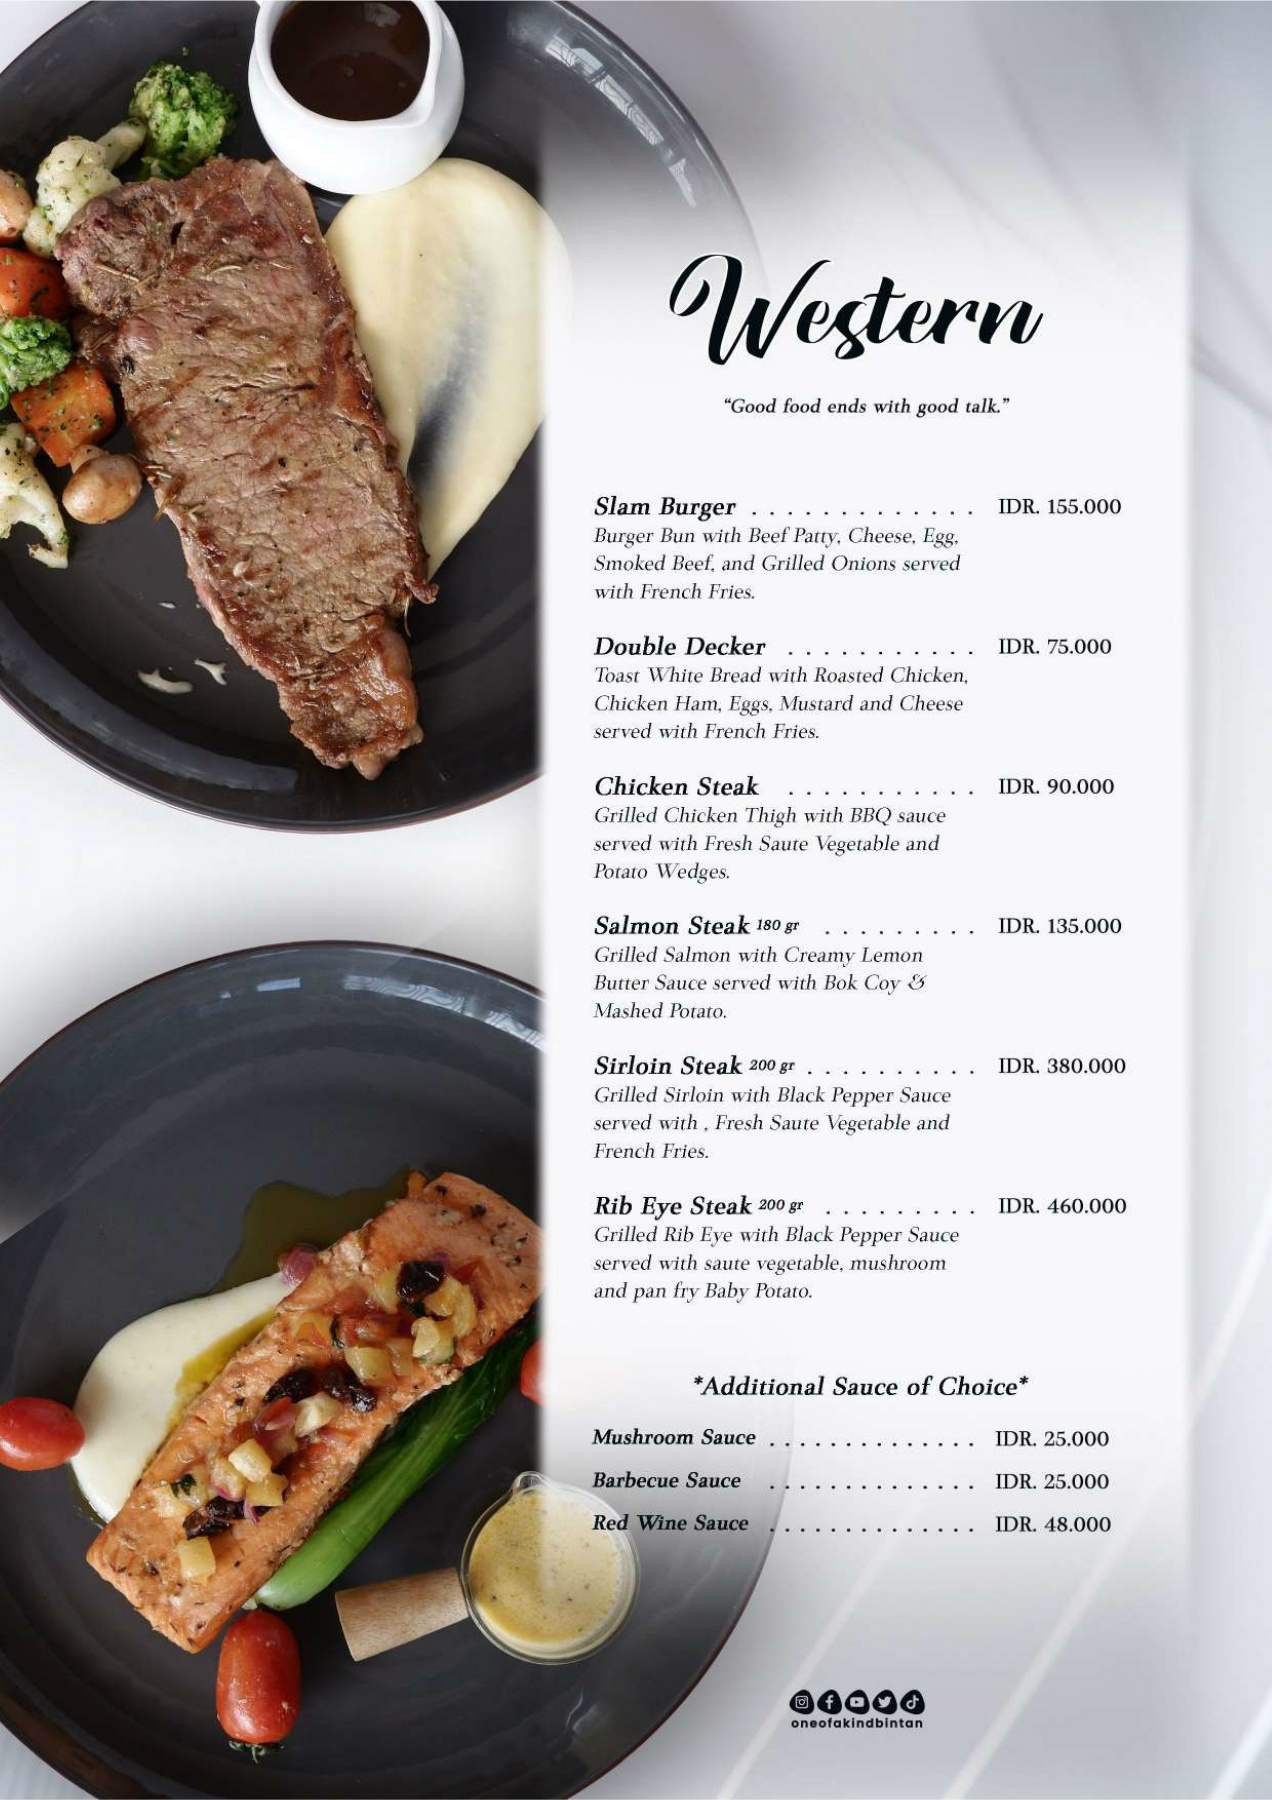 Western
“Good food ends with good talk.”
Slam Burger . . . . . . . . . . . . . IDR. 155.000
Burger Bun with Beef Patty, Cheese, Egg,
Smoked Beef, and Grilled Onions served
with French Fries.
Double Decker . . . . . . . . . . . IDR. 75.000
Toast White Bread with Roasted Chicken,
Chicken Ham, Eggs, Mustard and Cheese
served with French Fries.
Chicken Steak . . . . . . . . . . . IDR. 90.000
Grilled Chicken Thigh with BBQ sauce
served with Fresh Saute Vegetable and
Potato Wedges.
Salmon Steak 180 gr . . . . . . . . . IDR. 135.000
Grilled Salmon with Creamy Lemon
Butter Sauce served with Bok Coy &
Mashed Potato.
Sirloin Steak 200 gr . . . . . . . . . . IDR. 380.000
Grilled Sirloin with Black Pepper Sauce
served with , Fresh Saute Vegetable and
French Fries.
Rib Eye Steak 200 gr . . . . . . . . . IDR. 460.000
Grilled Rib Eye with Black Pepper Sauce
served with saute vegetable, mushroom
and pan fry Baby Potato.
*Additional Sauce of Choice*
Mushroom Sauce . . . . . . . . . . . . . . IDR. 25.000
Barbecue Sauce . . . . . . . . . . . . . . IDR. 25.000
Red Wine Sauce . . . . . . . . . . . . . . IDR. 48.000
oneofakindbintan